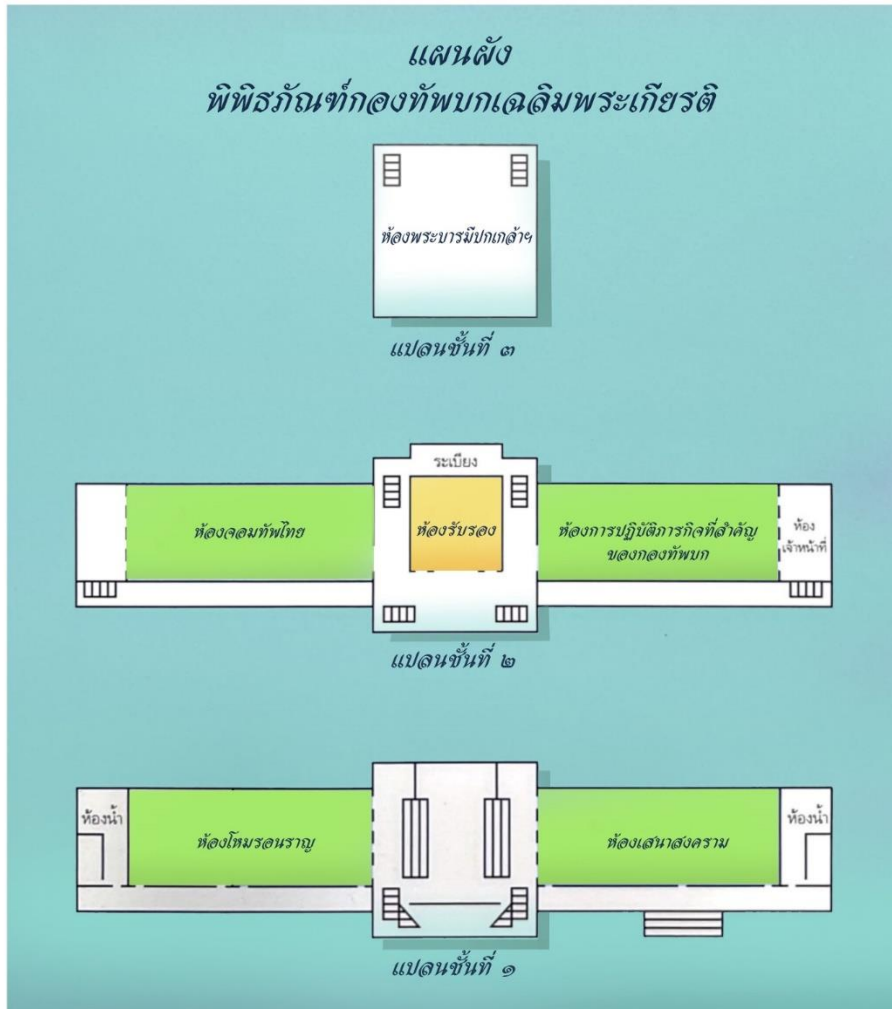 แผนผัง
พิพิธภัณฑ์กองทัพบกเฉลิมพระเกียรติ
ห้องพระบารมีปกเกล้าฯ
แปลนชั้นที่ ๓
ระเบียง
ห้องจอมทัพไทย
ห้องรับรอง
ห้องการปฏิบัติภารกิจที่สำคัญ
ของกองทัพบก
ห้อง
เจ้าหน้าที่
แปลนชั้นที่ ๒
ห้องน้ำ
ห้องโหมรอนราญ
ห้องเสนาสงคราม
ห้องน้ำ
แปลนชั้นที่ ๑